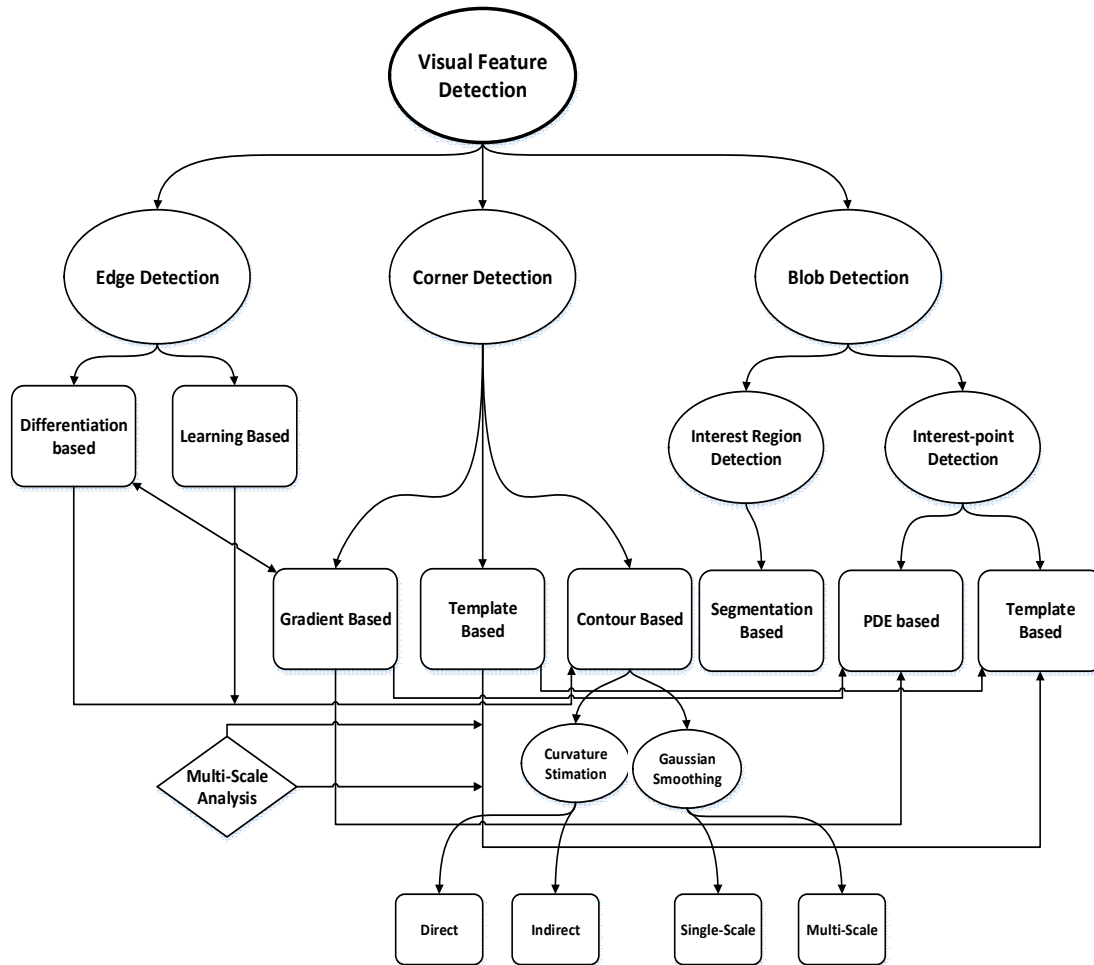 Visual Feature
Detection
Edge Detection
Corner Detection
Blob Detection
Differentiation
based
Learning Based
Interest Region
Detection
Interest-point
Detection
Gradient Based
Template
Based
Contour Based
Segmentation
Based
PDE based
Template
Based
Multi-Scale
Analysis
Curvature
Stimation
Gaussian
Smoothing
Direct
Indirect
Single-Scale
Multi-Scale